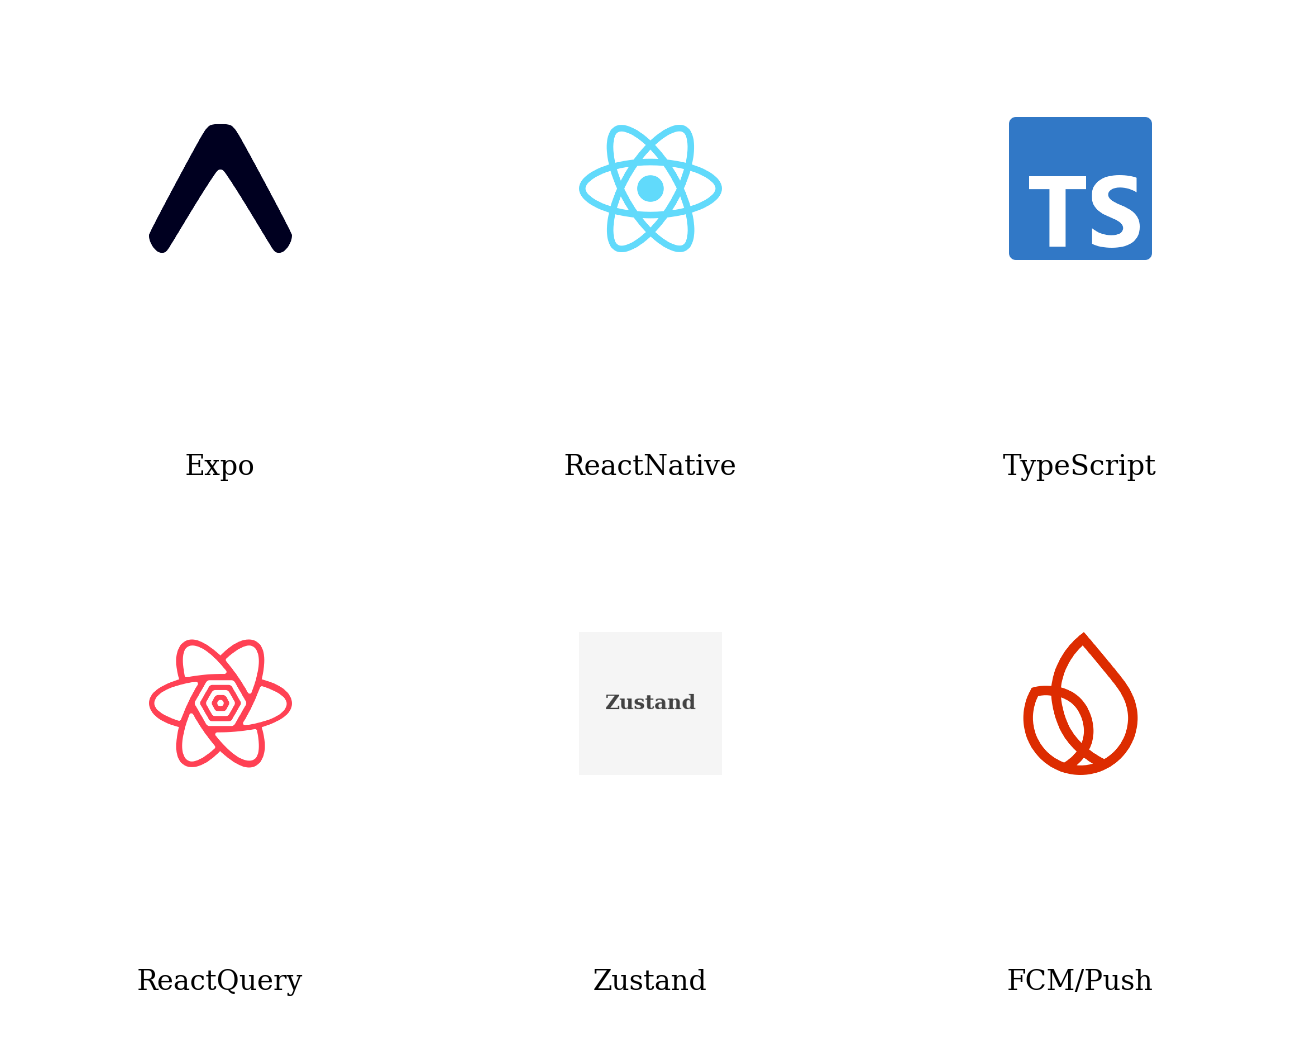 TS
Expo
ReactNative
TypeScript
Zustand
ReactQuery
Zustand
FCM/Push